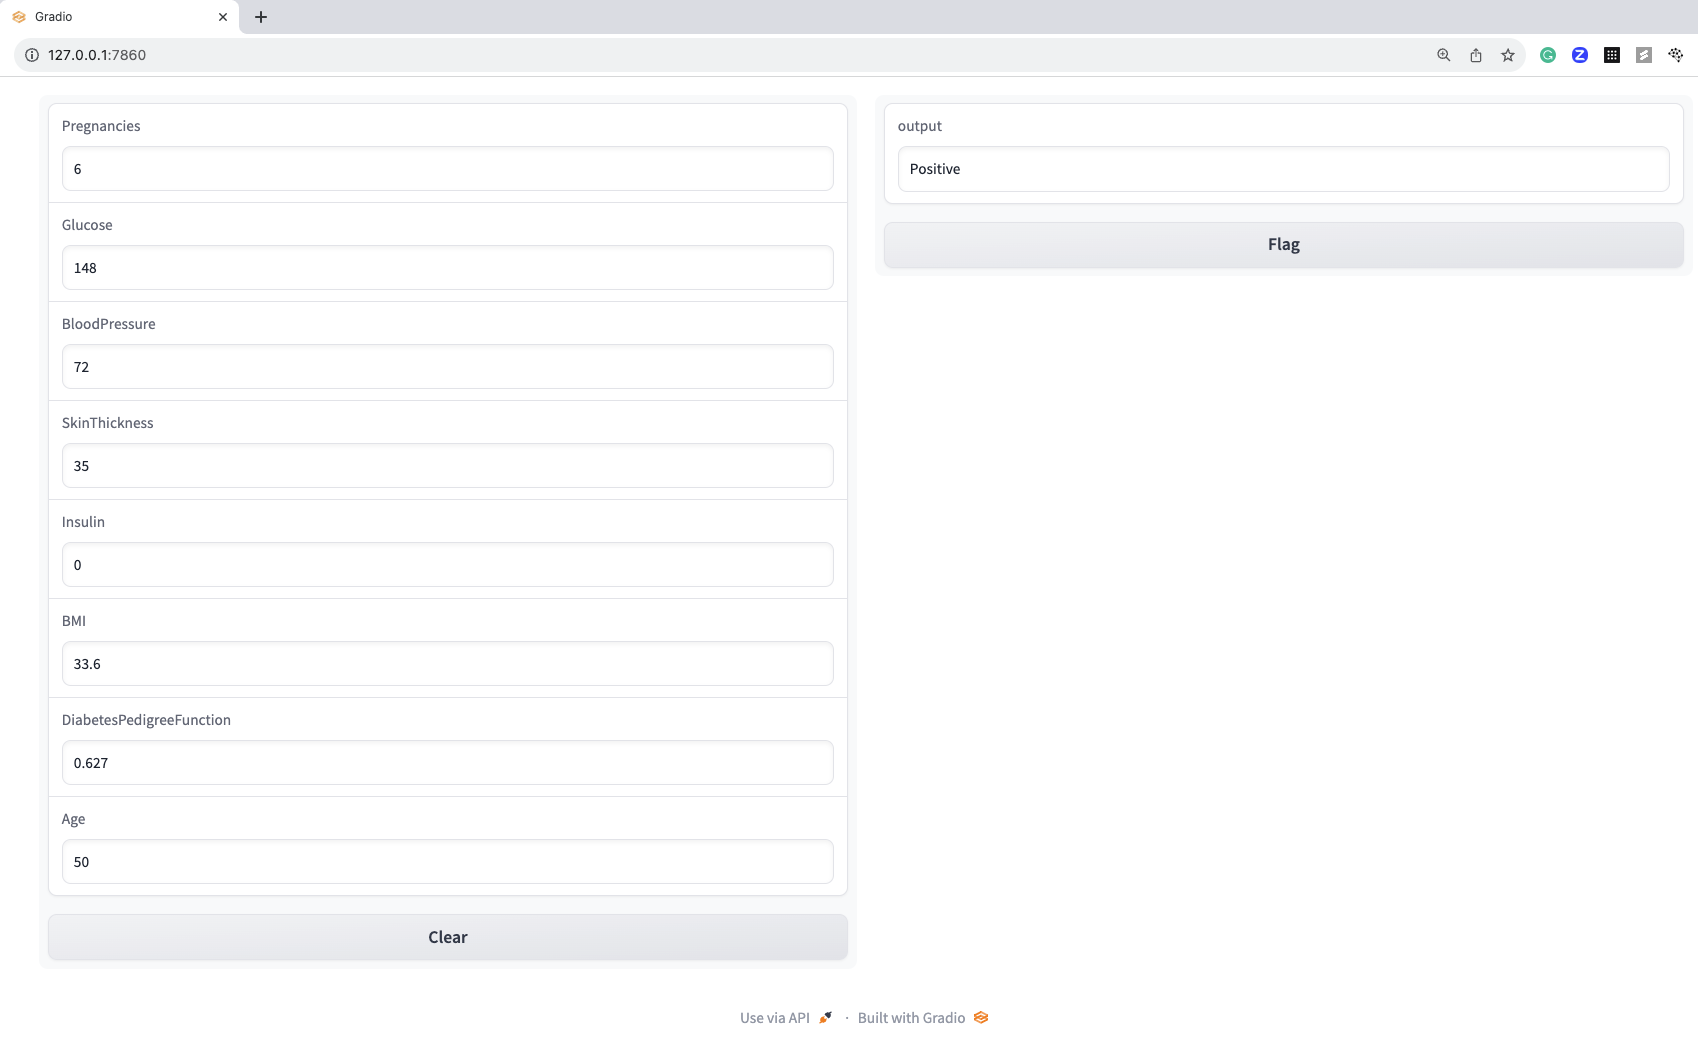 Gradio
127.0.0.1:7860
Pregnancies
6
Glucose
148
BloodPressure
72
SkinThickness
35
Insulin
0
BMI
33.6
DiabetesPedigreeFunction
0.627
Age
50
Clear
output
Positive
Flag
Use via API · Built with Gradio